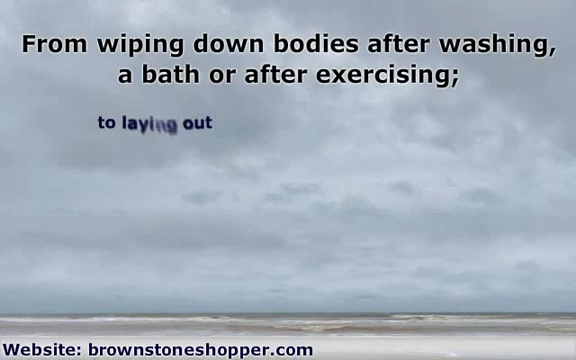 From wiping down bodies after washing,
a bath or after exercising;
to laying out
Website: brownstoneshopper.com